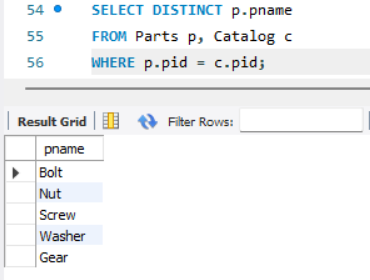 54 SELECT DISTINCT p.pname
55 FROM Parts p, Catalog c
56 WHERE p.pid = c.pid;
Result Grid Filter Rows:
pname
Bolt
Nut
Screw
Washer
Gear